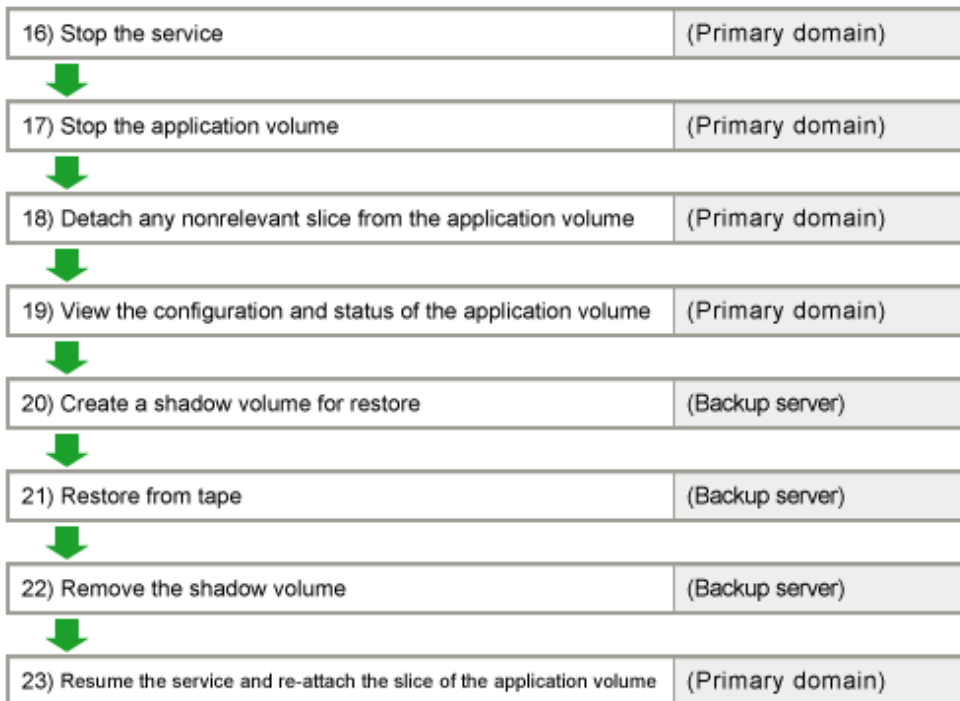 16) Stop the service (Primary domain)
17) Stop the application volume (Primary domain)
18) Detach any nonrelevant slice from the application volume (Primary domain)
19) View the configuration and status of the application volume (Primary domain)
20) Create a shadow volume for restore (Backup server)
21) Restore from tape (Backup server)
22) Remove the shadow volume (Backup server)
23) Resume the service and re-attach the slice of the application volume (Primary domain)